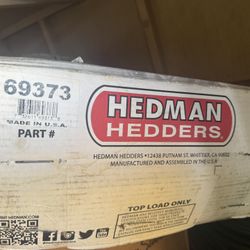 69373
MADE IN U.S.A.
PART #
HEDMAN
HEDDERS
HEDMAN HEDDERS • 12438 PUTNAM ST. WHITTIER, CA 90602
MANUFACTURED AND ASSEMBLED IN THE U.S.A.
TOP LOAD ONLY
HEDMAN.COM